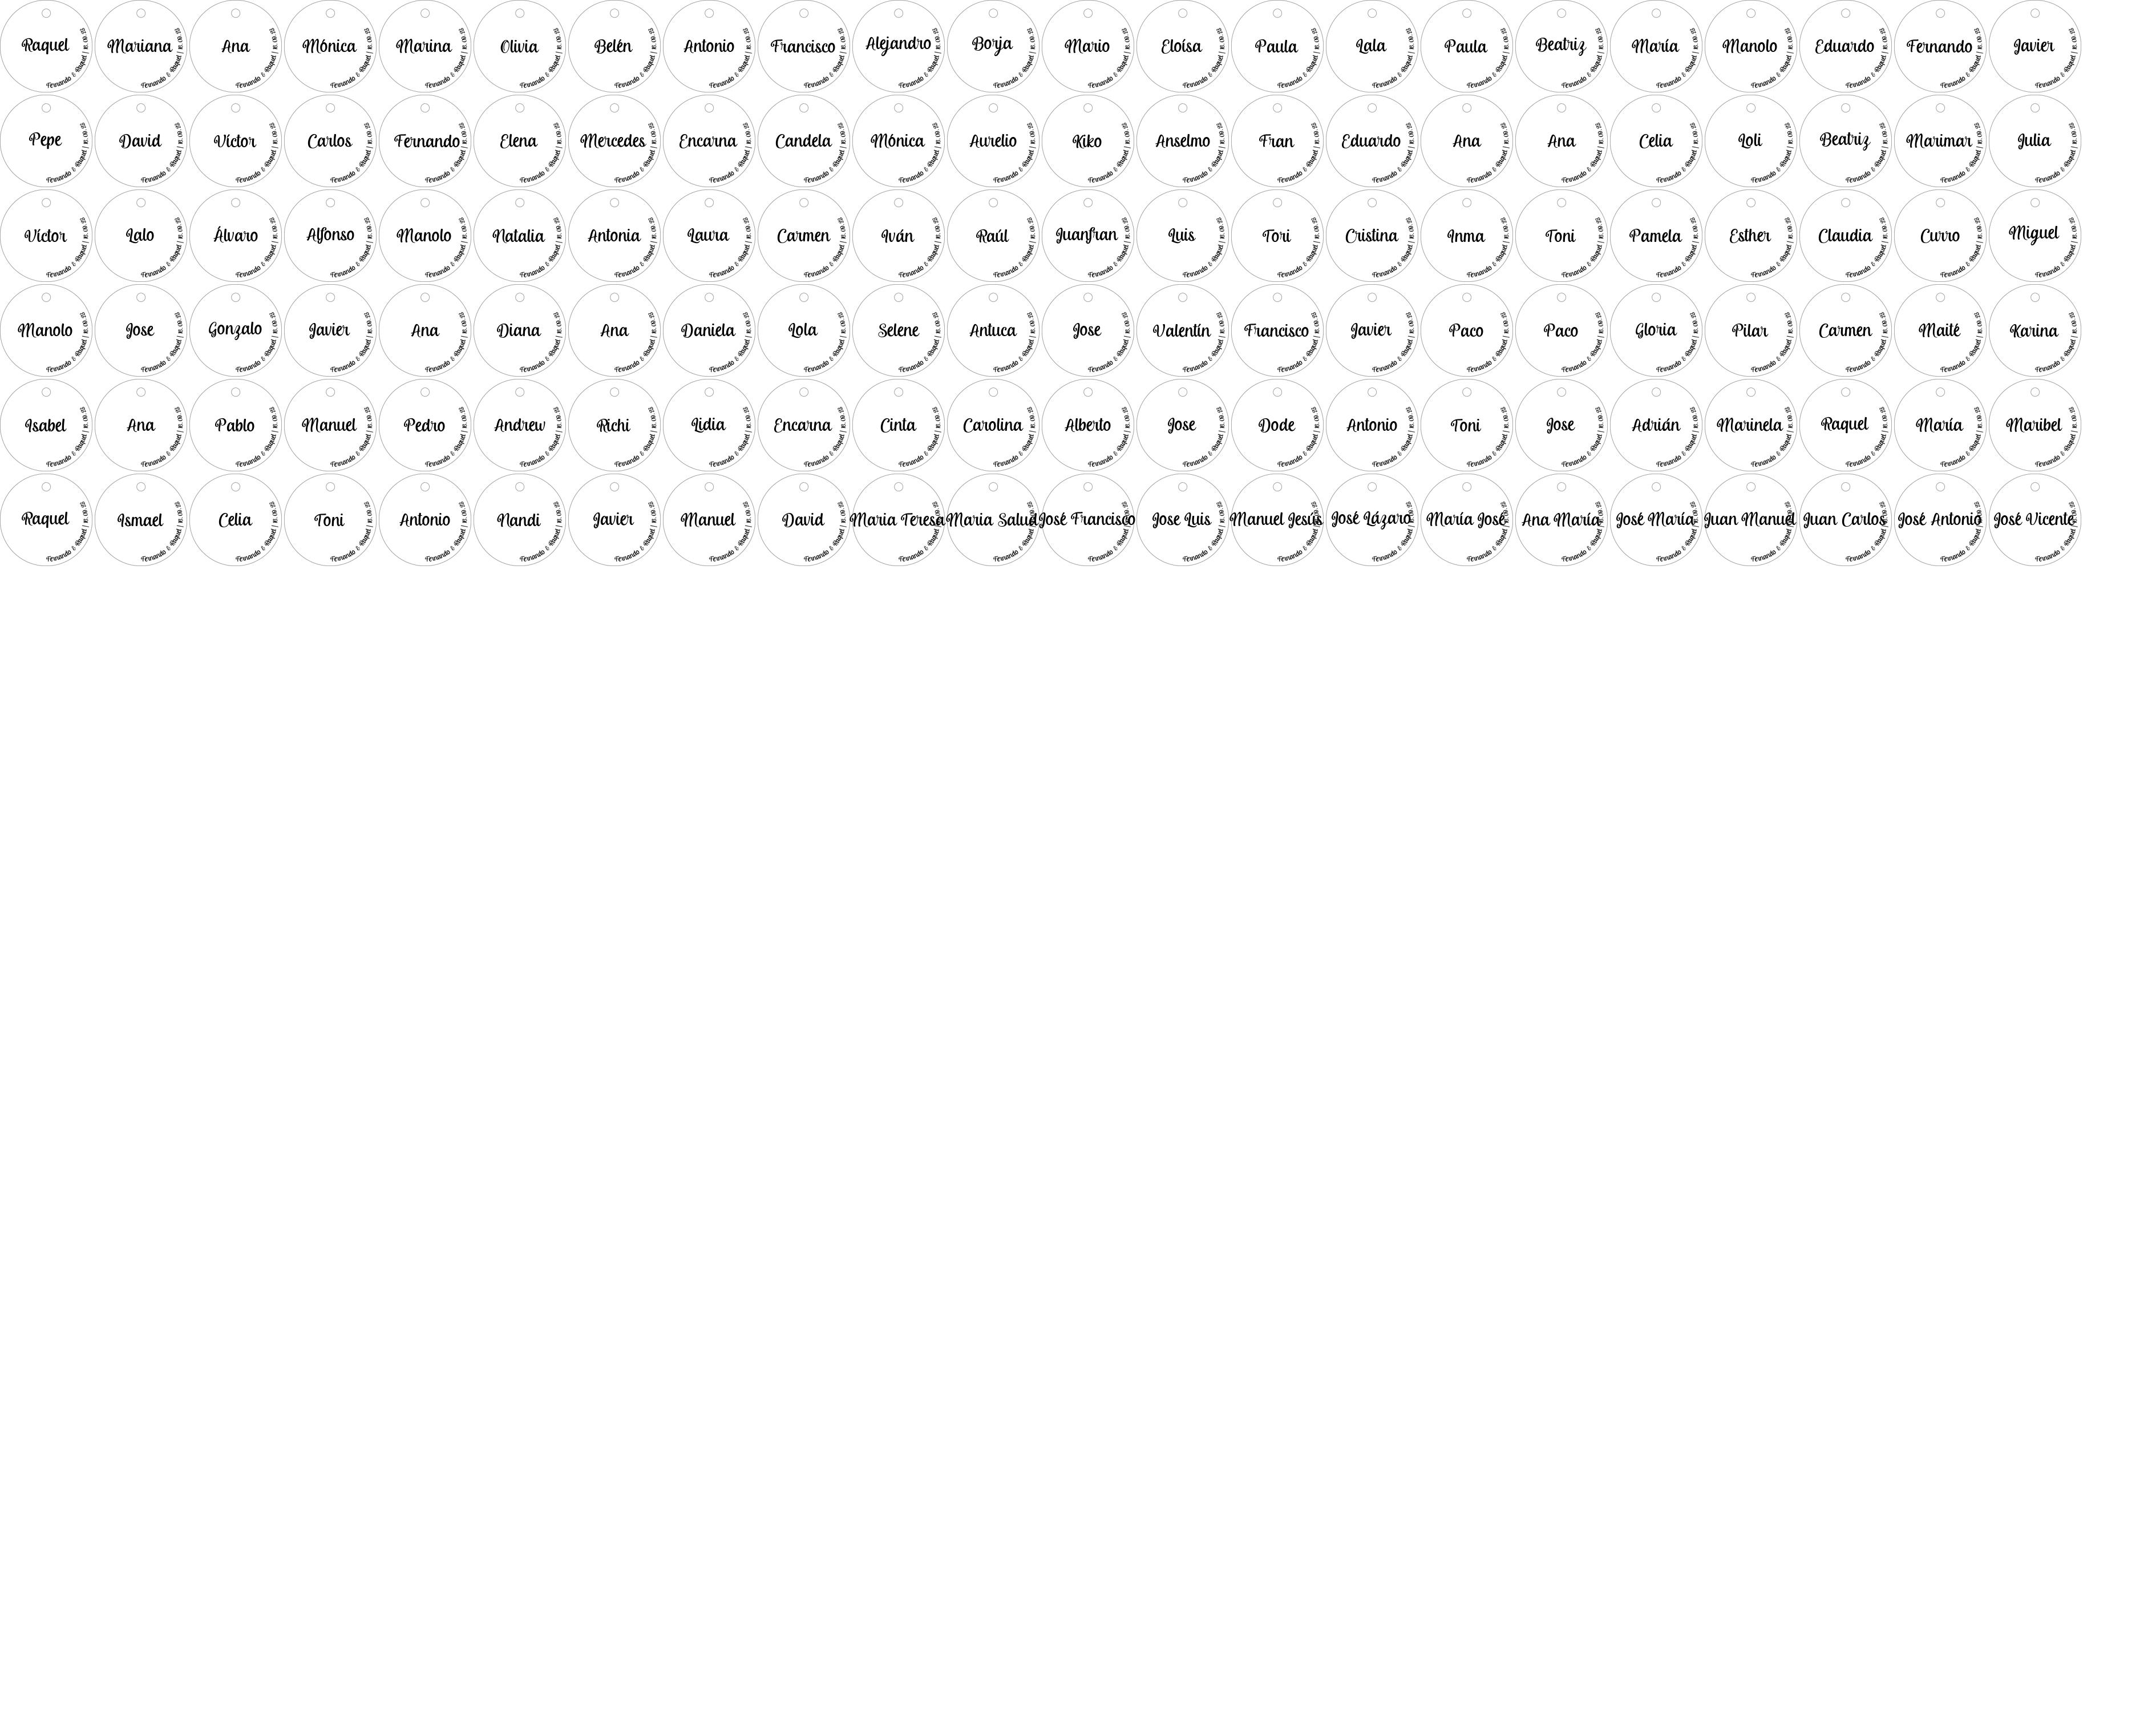 Raquel Mariana Ana Mónica Marina Olivia Belén Antonio Francisco Alejandro Borja Mario Eloísa Paula Lala Paula Beatriz María Manolo Eduardo Fernando Javier
Pepe David Víctor Carlos Fernando Elena Mercedes Encarna Candela Mónica Aurelio Kiko Anselmo Fran Eduardo Ana Ana Celia Loli Beatriz Marimar Julia
Víctor Lalo Álvaro Alfonso Manolo Natalia Antonia Laura Carmen Iván Raúl Juanfran Luis Tori Cristina Inma Toni Pamela Esther Claudia Curro Miguel
Manolo Jose Gonzalo Javier Ana Diana Ana Daniela Lola Selene Antuca Jose Valentín Francisco Javier Paco Paco Gloria Pilar Carmen Maité Karina
Isabel Ana Pablo Manuel Pedro Andrew Richi Lidia Encarna Cinta Carolina Alberto Jose Dode Antonio Toni Jose Adrián Marinela Raquel María Maribel
Raquel Ismael Celia Toni Antonio Nandi Javier Manuel David Maria Teresa Maria Salud José Francisco Jose Luis Manuel Jesús José Lázaro María José Ana María José María Juan Manuel Juan Carlos José Antonio José Vicente
Fernando & Raquel